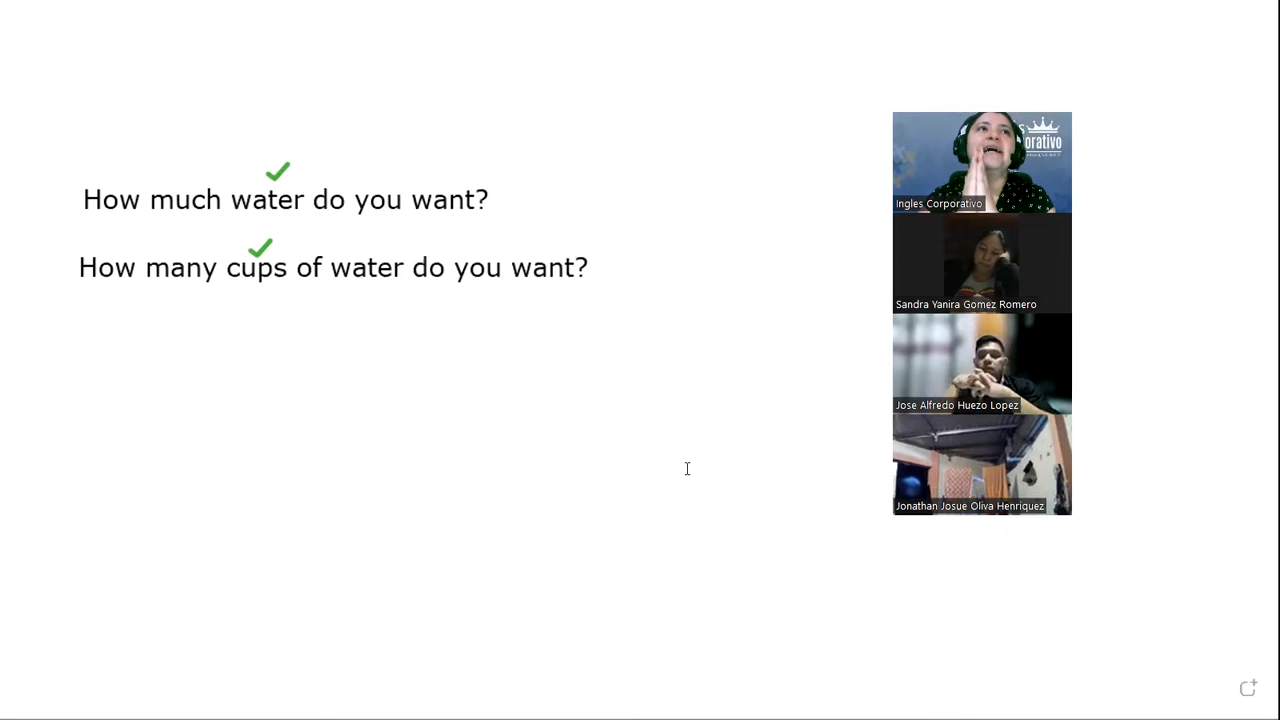 How much water do you want?
How many cups of water do you want?
orativo
Ingles Corporativo
Sandra Yanira Gomez Romero
Jose Alfredo Huezo Lopez
Jonathan Josue Oliva Henriquez